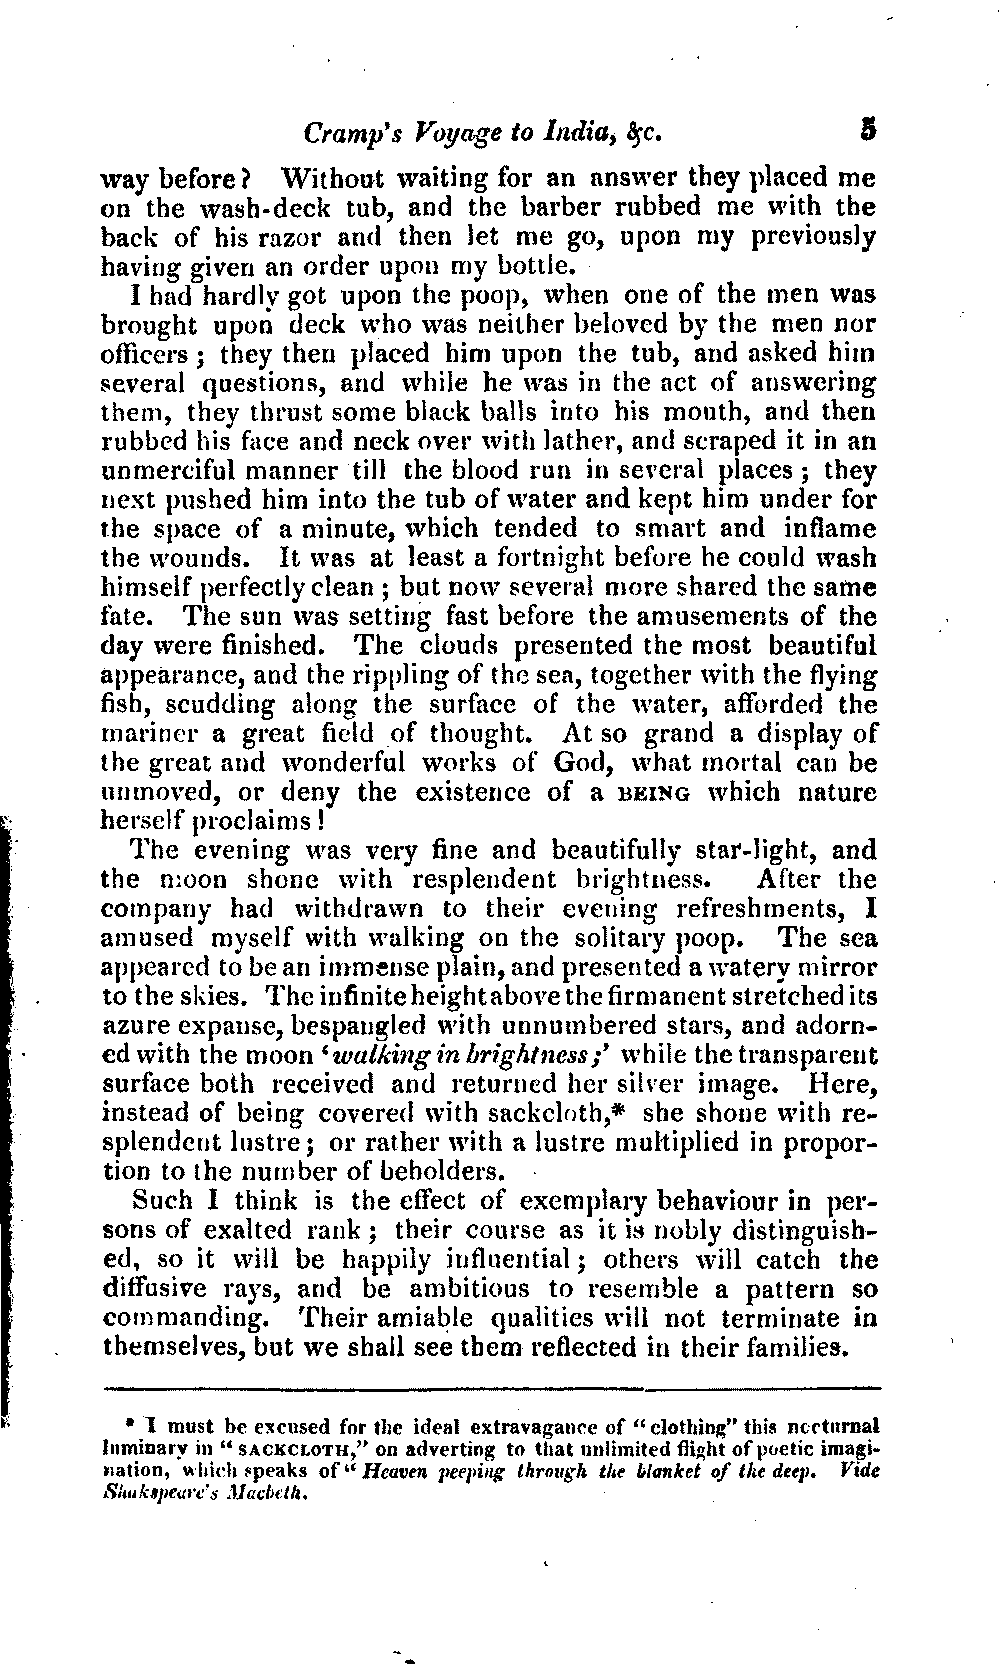 Cramp's Voyage to India, &c. 5
way before? Without waiting for an answer they placed me
on the wash-deck tub, and the barber rubbed me with the
back of his razor and then let me go, upon my previously
having given an order upon my bottle.
I had hardly got upon the poop, when one of the men was
brought upon deck who was neither beloved by the men nor
officers; they then placed him upon the tub, and asked him
several questions, and while he was in the act of answering
them, they thrust some black balls into his mouth, and then
rubbed his face and neck over with lather, and scraped it in an
unmerciful manner till the blood run in several places; they
next pushed him into the tub of water and kept him under for
the space of a minute, which tended to smart and inflame
the wounds. It was at least a fortnight before he could wash
himself perfectly clean; but now several more shared the same
fate. The sun was setting fast before the amusements of the
day were finished. The clouds presented the most beautiful
appearance, and the rippling of the sea, together with the flying
fish, scudding along the surface of the water, afforded the
mariner a great field of thought. At so grand a display of
the great and wonderful works of God, what mortal can be
unmoved, or deny the existence of a BEING which nature
herself proclaims!
The evening was very fine and beautifully star-light, and
the moon shone with resplendent brightness. After the
company had withdrawn to their evening refreshments, I
amused myself with walking on the solitary poop. The sea
appeared to be an immense plain, and presented a watery mirror
to the skies. The infinite height above the firmanent stretched its
azure expanse, bespangled with unnumbered stars, and adorn-
ed with the moon 'walking in brightness;' while the transparent
surface both received and returned her silver image. Here,
instead of being covered with sackcloth,* she shone with re-
splendent lustre; or rather with a lustre multiplied in propor-
tion to the number of beholders.
Such I think is the effect of exemplary behaviour in per-
sons of exalted rank; their course as it is nobly distinguish-
ed, so it will be happily influential; others will catch the
diffusive rays, and be ambitious to resemble a pattern so
commanding. Their amiable qualities will not terminate in
themselves, but we shall see them reflected in their families.
* I must be excused for the ideal extravagance of "clothing" this nocturnal
luminary in "SACKCLOTH," on adverting to that unlimited flight of poetic imagi-
nation, which speaks of "Heaven peeping through the blanket of the deep. Vide
Shakspeare's Macbeth.